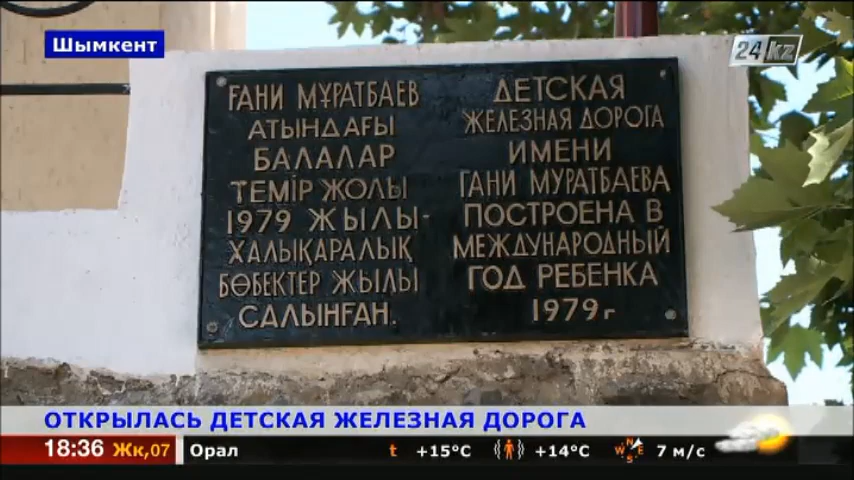 Шымкент
24kz
ҒАНИ МҰРАТБАЕВ
АТЫНДАҒЫ
БАЛАЛАР
ТЕМІР ЖОЛЫ
1979 ЖЫЛЫ-
ХАЛЫҚАРАЛЫҚ
БӨБЕКТЕР ЖЫЛЫ
САЛЫНҒАН.
ДЕТСКАЯ
ЖЕЛЕЗНАЯ ДОРОГА
ИМЕНИ
ГАНИ МУРАТБАЕВА
ПОСТРОЕНА В
МЕЖДУНАРОДНЫЙ
ГОД РЕБЕНКА
1979 г
ОТКРЫЛАСЬ ДЕТСКАЯ ЖЕЛЕЗНАЯ ДОРОГА
18:36 Жк,07 Орал t +15°C +14°C N W E S 7 м/с